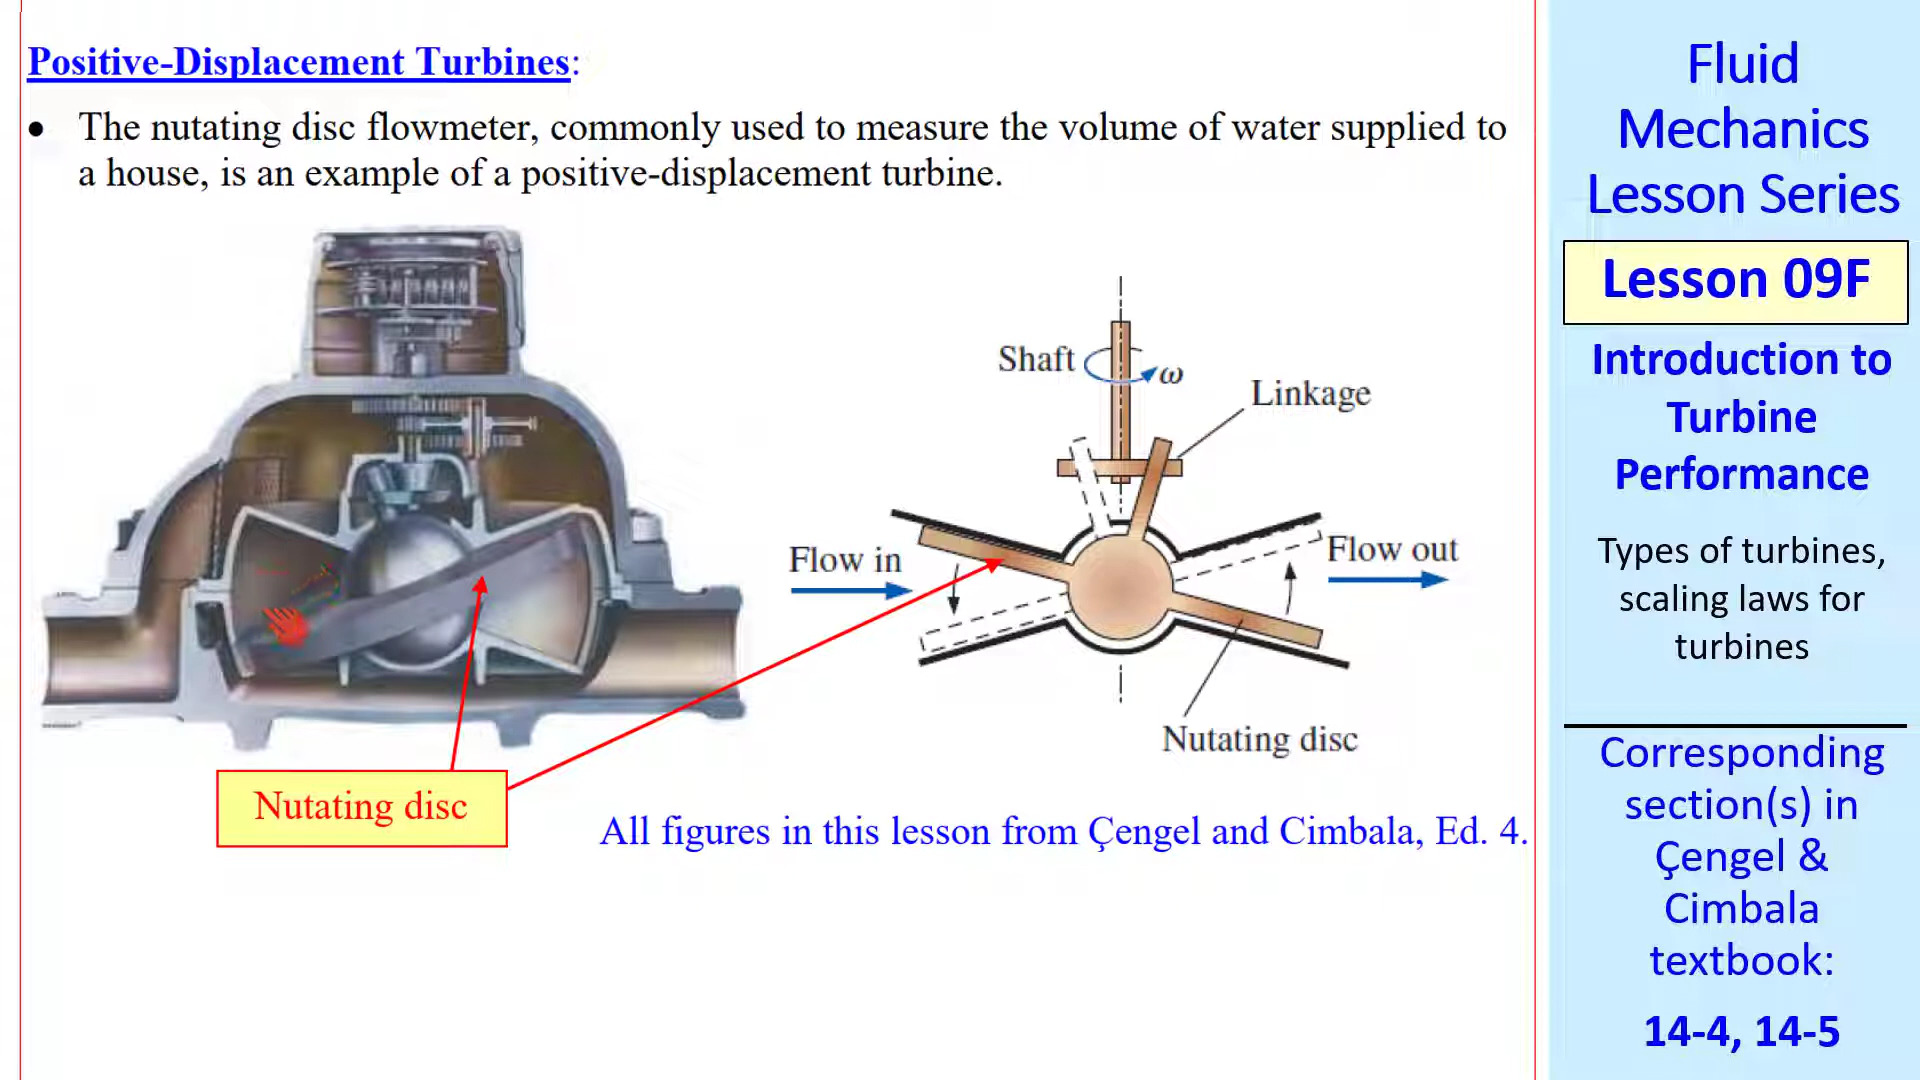 Positive-Displacement Turbines:
• The nutating disc flowmeter, commonly used to measure the volume of water supplied to
a house, is an example of a positive-displacement turbine.
Shaft
ω
Linkage
Flow in
Flow out
Nutating disc
Nutating disc
All figures in this lesson from Çengel and Cimbala, Ed. 4.
Fluid
Mechanics
Lesson Series
Lesson 09F
Introduction to
Turbine
Performance
Types of turbines,
scaling laws for
turbines
Corresponding
section(s) in
Çengel &
Cimbala
textbook:
14-4, 14-5